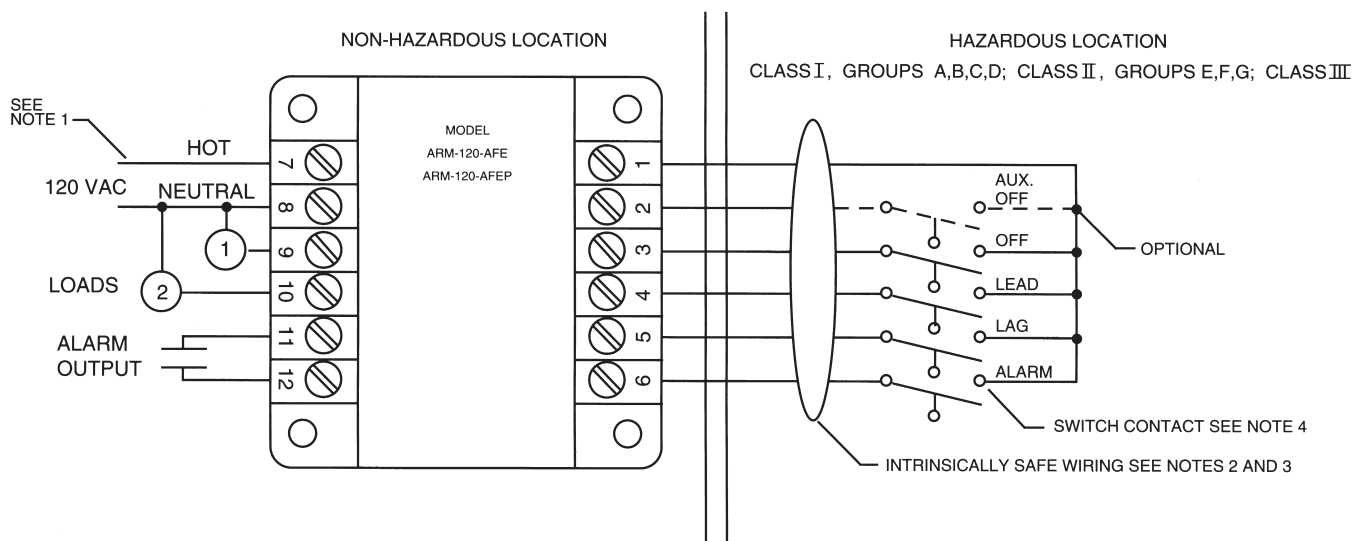 NON-HAZARDOUS LOCATION
HAZARDOUS LOCATION
CLASS I, GROUPS A,B,C,D; CLASS II, GROUPS E,F,G; CLASS III
SEE
NOTE 1
HOT
120 VAC
NEUTRAL
1
LOADS
2
ALARM
OUTPUT
7
8
9
10
11
12
MODEL
ARM-120-AFE
ARM-120-AFEP
1
2
3
4
5
6
AUX.
OFF
OFF
LEAD
LAG
ALARM
OPTIONAL
SWITCH CONTACT SEE NOTE 4
INTRINSICALLY SAFE WIRING SEE NOTES 2 AND 3